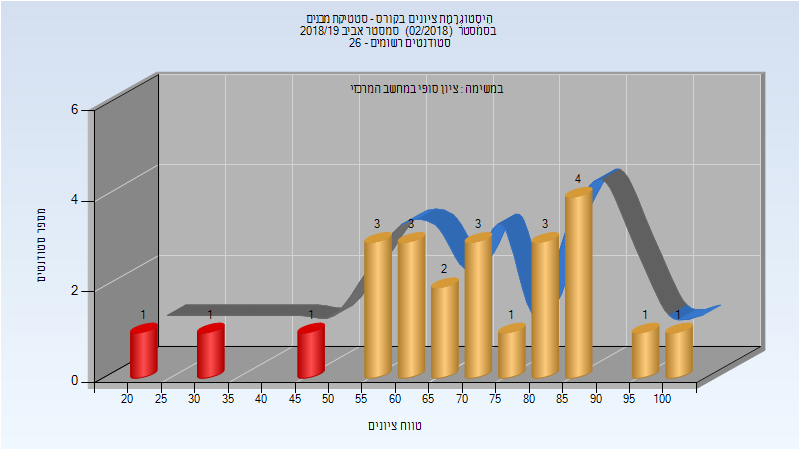 היסטוגרמת ציונים בקורס - סטטיקת מבנים
בסמסטר (02/2018) סמסטר אביב 2018/19
סטודנטים רשומים - 26
במשימה : ציון סופי במחשב המרכזי
מספר סטודנטים
6
4
2
0
1 1 1 3 3 2 3 1 3 4 1 1
20 25 30 35 40 45 50 55 60 65 70 75 80 85 90 95 100
טווח ציונים